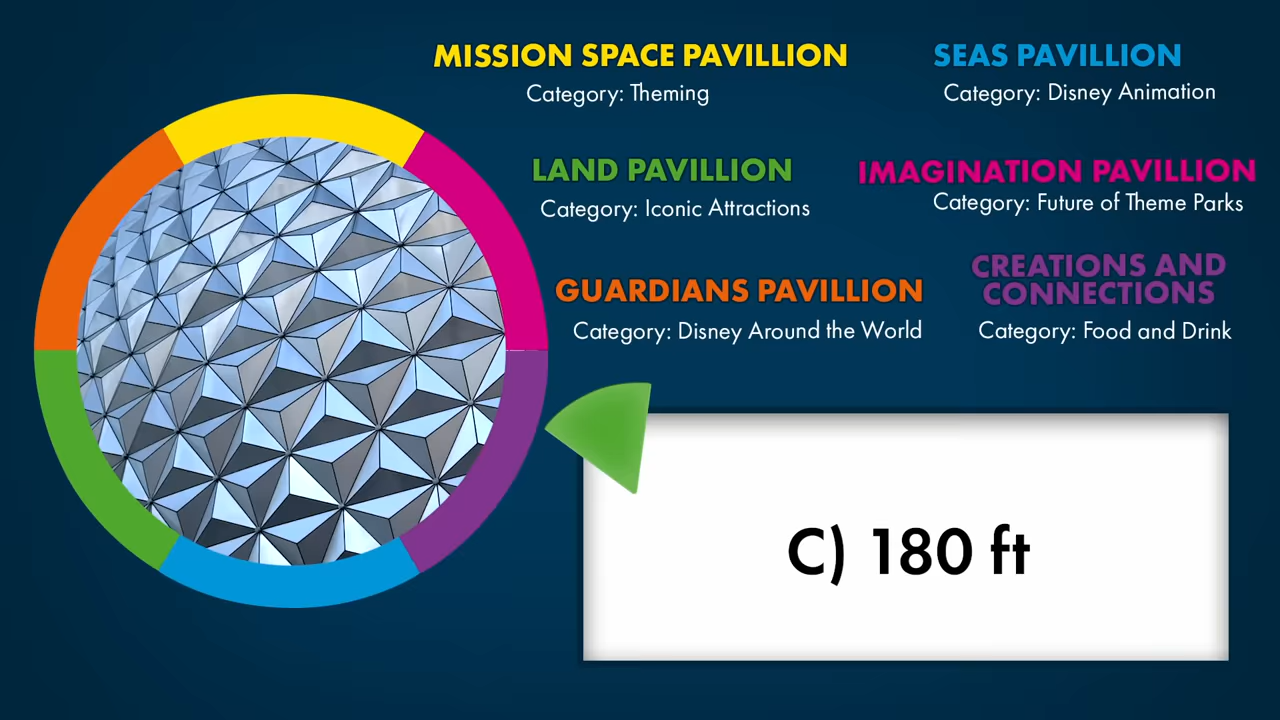 MISSION SPACE PAVILLION
Category: Theming
SEAS PAVILLION
Category: Disney Animation
LAND PAVILLION
Category: Iconic Attractions
IMAGINATION PAVILLION
Category: Future of Theme Parks
GUARDIANS PAVILLION
Category: Disney Around the World
CREATIONS AND
CONNECTIONS
Category: Food and Drink
C) 180 ft